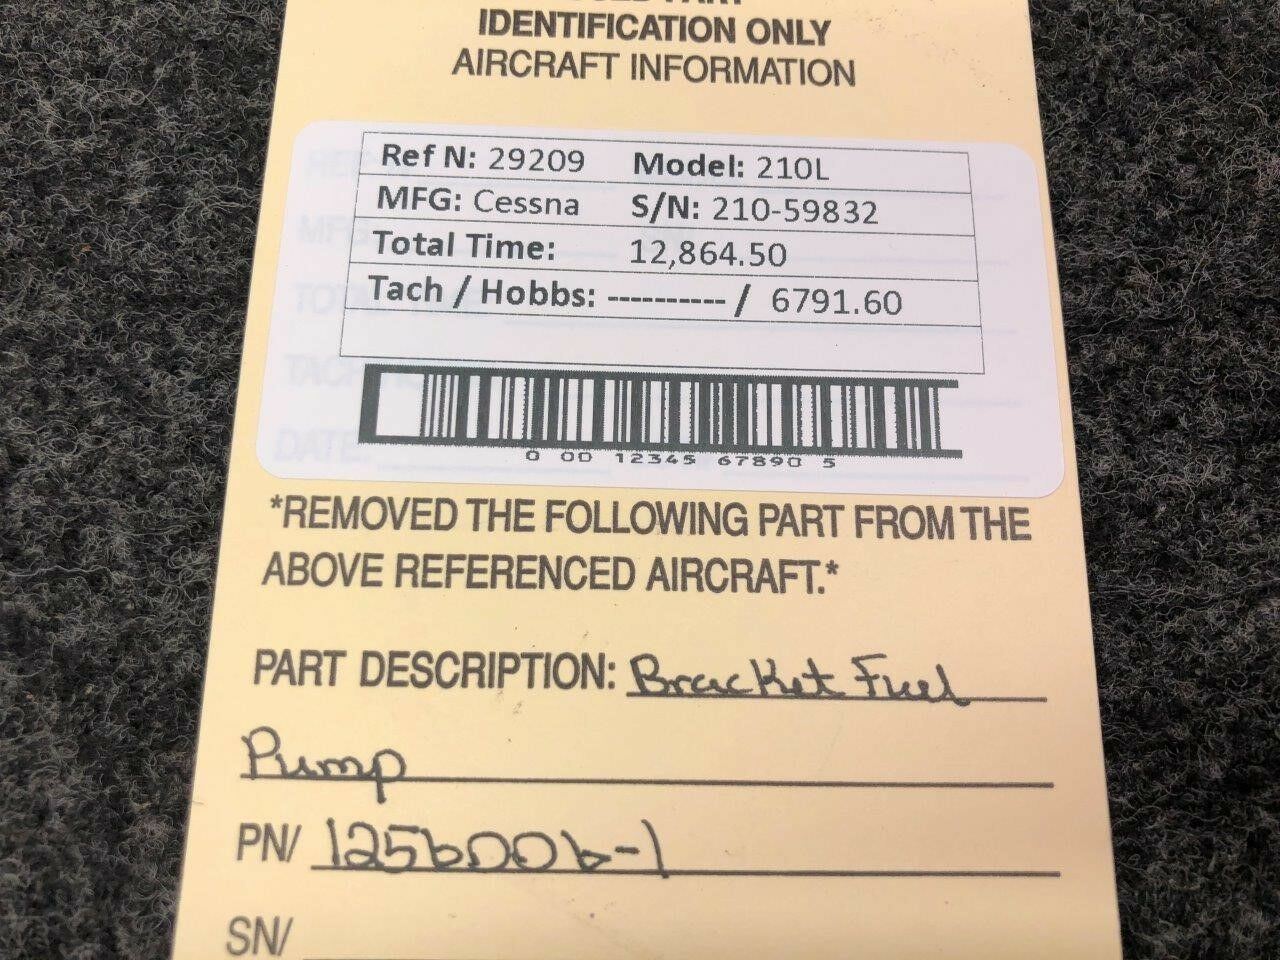 IDENTIFICATION ONLY
AIRCRAFT INFORMATION
Ref N: 29209 Model: 210L
MFG: Cessna S/N: 210-59832
Total Time: 12,864.50
Tach / Hobbs: ---------- / 6791.60
0 00 12345 67890 5
*REMOVED THE FOLLOWING PART FROM THE
ABOVE REFERENCED AIRCRAFT.*
PART DESCRIPTION: Bracket Fuel
Pump
PN/ 1256006-1
SN/